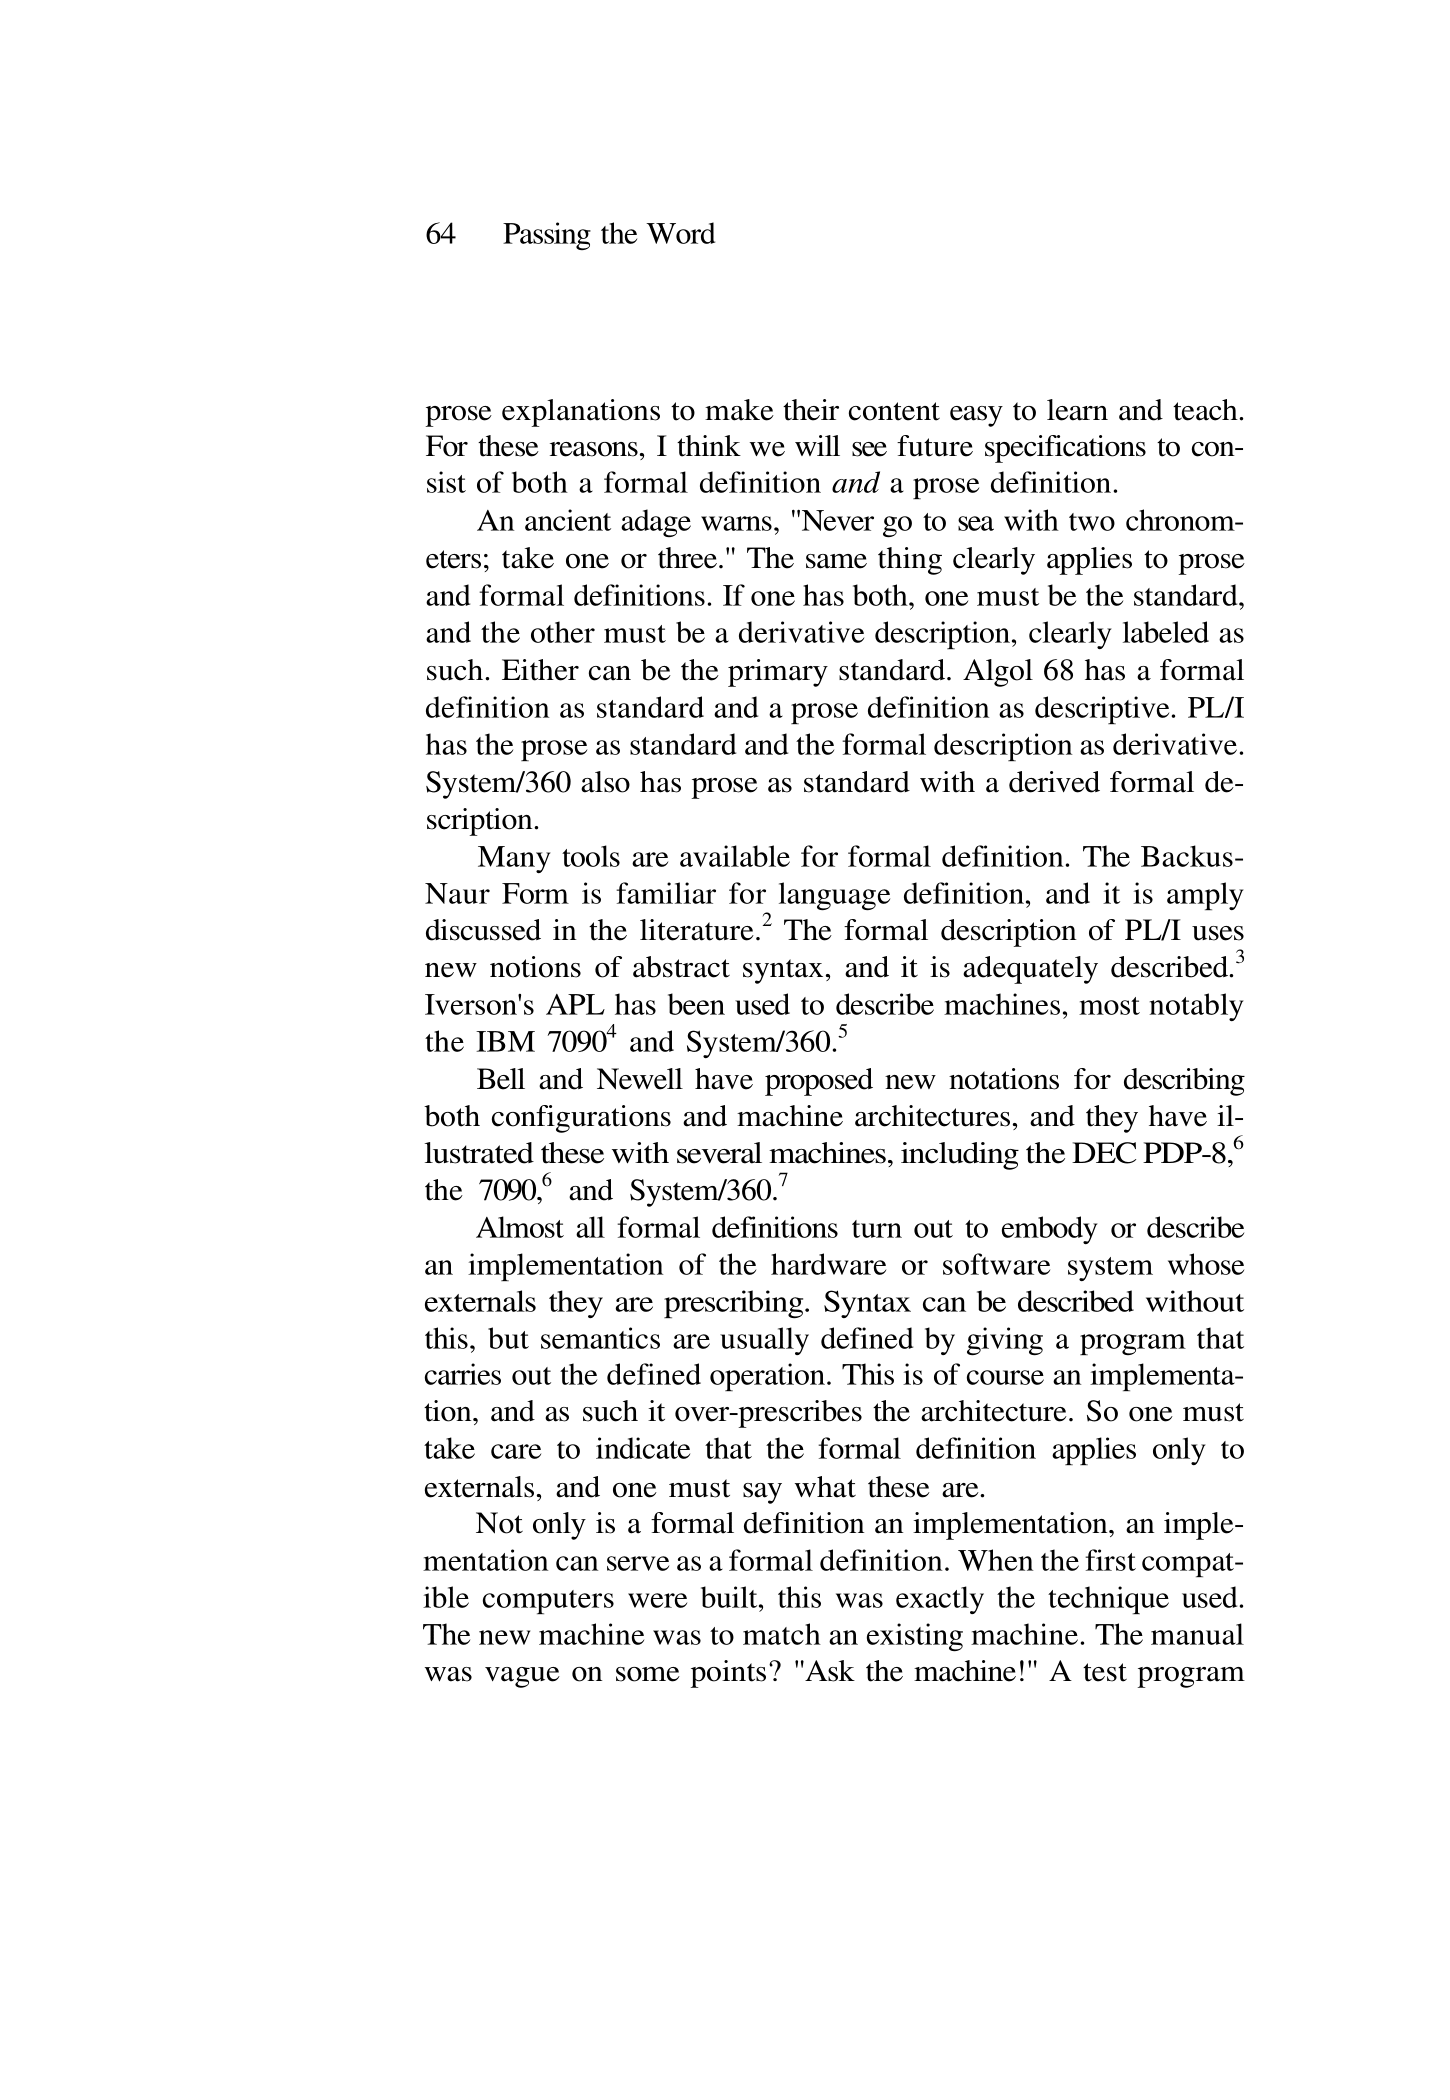 64 Passing the Word
prose explanations to make their content easy to learn and teach.
For these reasons, I think we will see future specifications to con-
sist of both a formal definition and a prose definition.
An ancient adage warns, "Never go to sea with two chronom-
eters; take one or three." The same thing clearly applies to prose
and formal definitions. If one has both, one must be the standard,
and the other must be a derivative description, clearly labeled as
such. Either can be the primary standard. Algol 68 has a formal
definition as standard and a prose definition as descriptive. PL/I
has the prose as standard and the formal description as derivative.
System/360 also has prose as standard with a derived formal de-
scription.
Many tools are available for formal definition. The Backus-
Naur Form is familiar for language definition, and it is amply
discussed in the literature.² The formal description of PL/I uses
new notions of abstract syntax, and it is adequately described.³
Iverson's APL has been used to describe machines, most notably
the IBM 7090⁴ and System/360.⁵
Bell and Newell have proposed new notations for describing
both configurations and machine architectures, and they have il-
lustrated these with several machines, including the DEC PDP-8,⁶
the 7090,⁶ and System/360.⁷
Almost all formal definitions turn out to embody or describe
an implementation of the hardware or software system whose
externals they are prescribing. Syntax can be described without
this, but semantics are usually defined by giving a program that
carries out the defined operation. This is of course an implementa-
tion, and as such it over-prescribes the architecture. So one must
take care to indicate that the formal definition applies only to
externals, and one must say what these are.
Not only is a formal definition an implementation, an imple-
mentation can serve as a formal definition. When the first compat-
ible computers were built, this was exactly the technique used.
The new machine was to match an existing machine. The manual
was vague on some points? "Ask the machine!" A test program